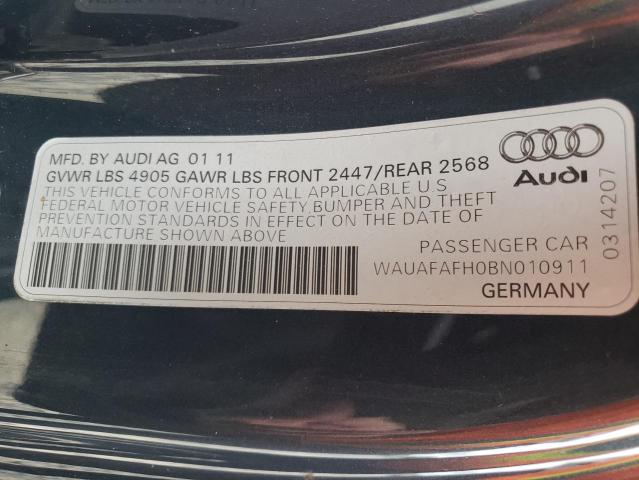 MFD. BY AUDI AG 01 11
GVWR LBS 4905 GAWR LBS FRONT 2447/REAR 2568
THIS VEHICLE CONFORMS TO ALL APPLICABLE U.S
FEDERAL MOTOR VEHICLE SAFETY,BUMPER AND THEFT
PREVENTION STANDARDS IN EFFECT ON THE DATE OF
MANUFACTURE SHOWN ABOVE
Audi
0314207
PASSENGER CAR
WAUAFAFH0BN010911
GERMANY